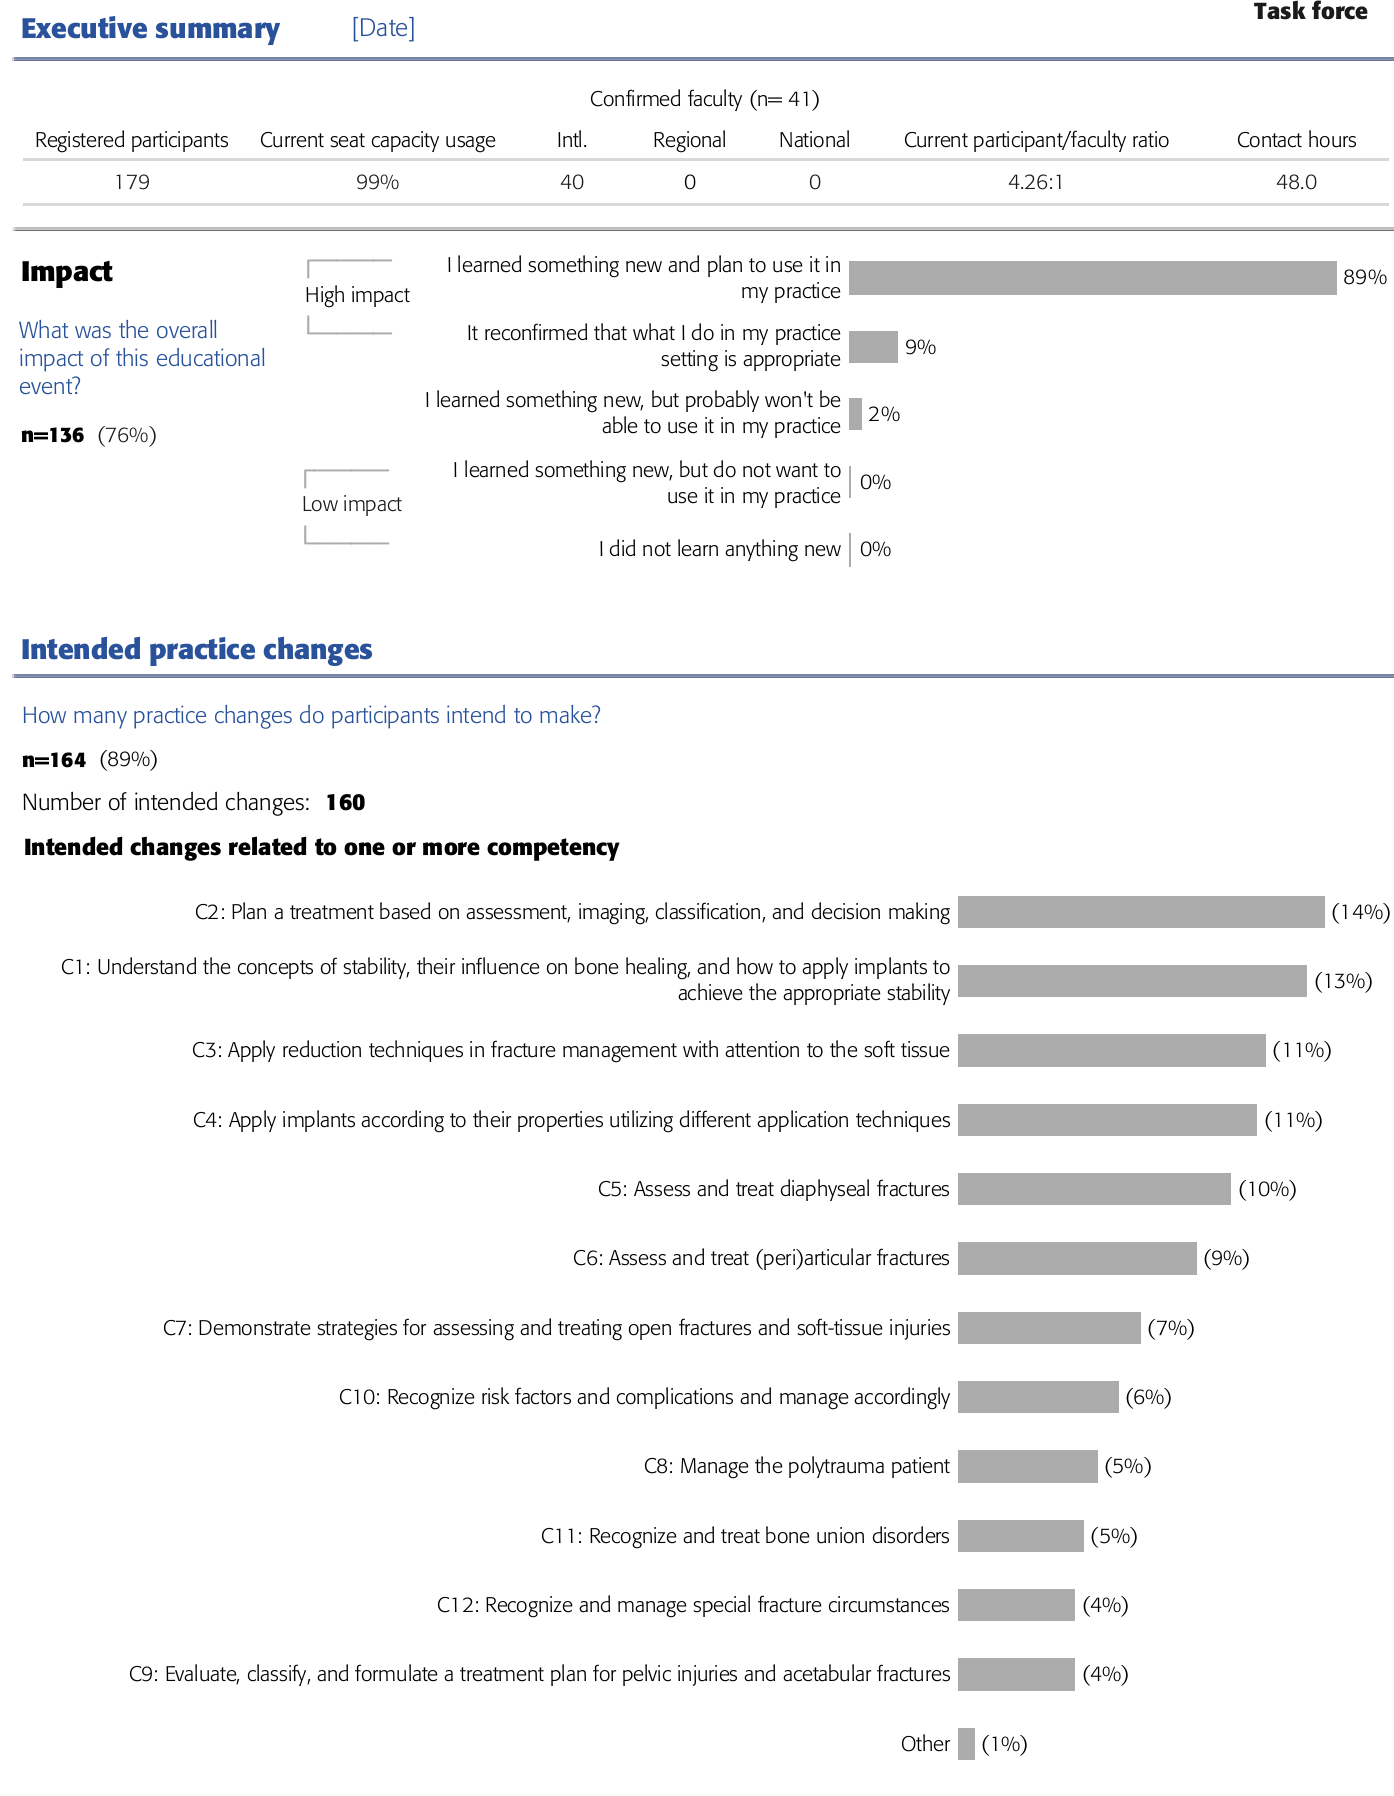 Task force
Executive summary [Date]
Confirmed faculty (n= 41)
Registered participants Current seat capacity usage Intl. Regional National Current participant/faculty ratio Contact hours
179 99% 40 0 0 4.26:1 48.0
Impact
What was the overall
impact of this educational
event?
n=136 (76%)
High impact
Low impact
I learned something new and plan to use it in
my practice 89%
It reconfirmed that what I do in my practice
setting is appropriate 9%
I learned something new, but probably won't be
able to use it in my practice 2%
I learned something new, but do not want to
use it in my practice 0%
I did not learn anything new 0%
Intended practice changes
How many practice changes do participants intend to make?
n=164 (89%)
Number of intended changes: 160
Intended changes related to one or more competency
C2: Plan a treatment based on assessment, imaging, classification, and decision making (14%)
C1: Understand the concepts of stability, their influence on bone healing, and how to apply implants to
achieve the appropriate stability (13%)
C3: Apply reduction techniques in fracture management with attention to the soft tissue (11%)
C4: Apply implants according to their properties utilizing different application techniques (11%)
C5: Assess and treat diaphyseal fractures (10%)
C6: Assess and treat (peri)articular fractures (9%)
C7: Demonstrate strategies for assessing and treating open fractures and soft-tissue injuries (7%)
C10: Recognize risk factors and complications and manage accordingly (6%)
C8: Manage the polytrauma patient (5%)
C11: Recognize and treat bone union disorders (5%)
C12: Recognize and manage special fracture circumstances (4%)
C9: Evaluate, classify, and formulate a treatment plan for pelvic injuries and acetabular fractures (4%)
Other (1%)